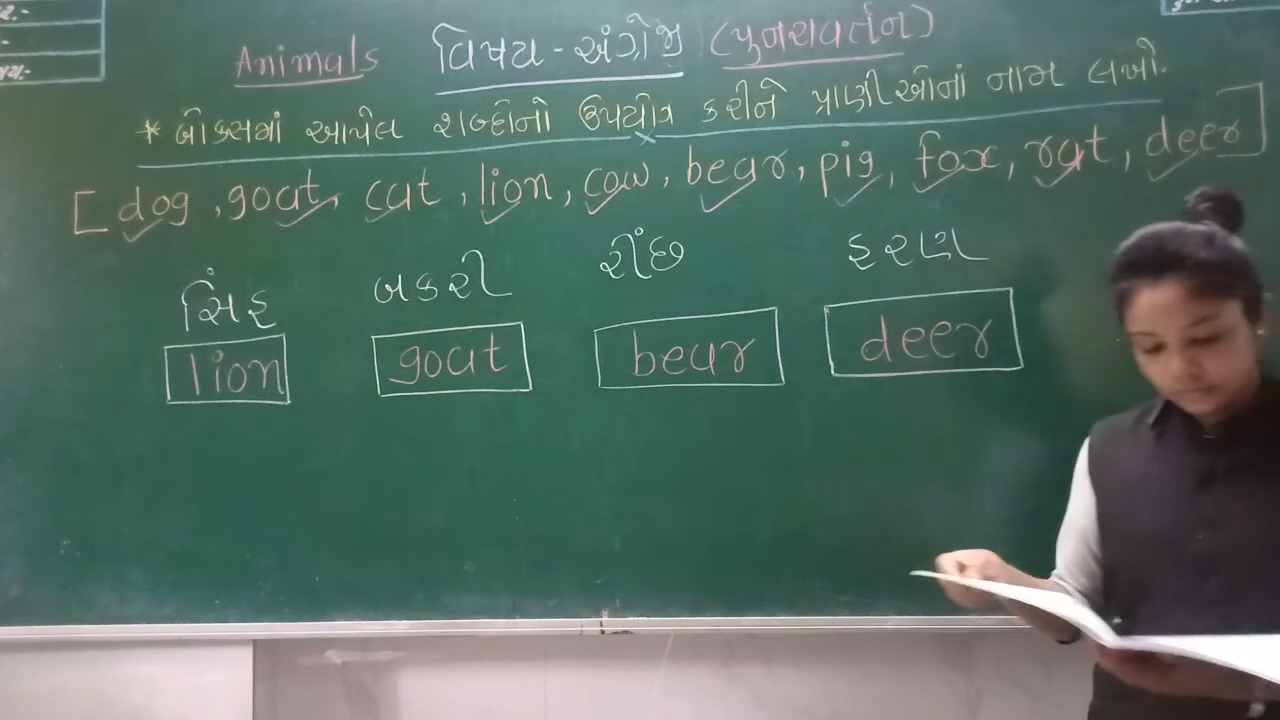 Animals વિષય - અંગ્રેજી (પુનરાવર્તન)
* બોક્સમાં આપેલ શબ્દોનો ઉપયોગ કરીને પ્રાણીઓનાં નામ લખો.
[ dog, goat, cat, lion, cow, bear, pig, fox, rat, deer ]
સિંહ બકરી રીંછ હરણ
lion goat bear deer